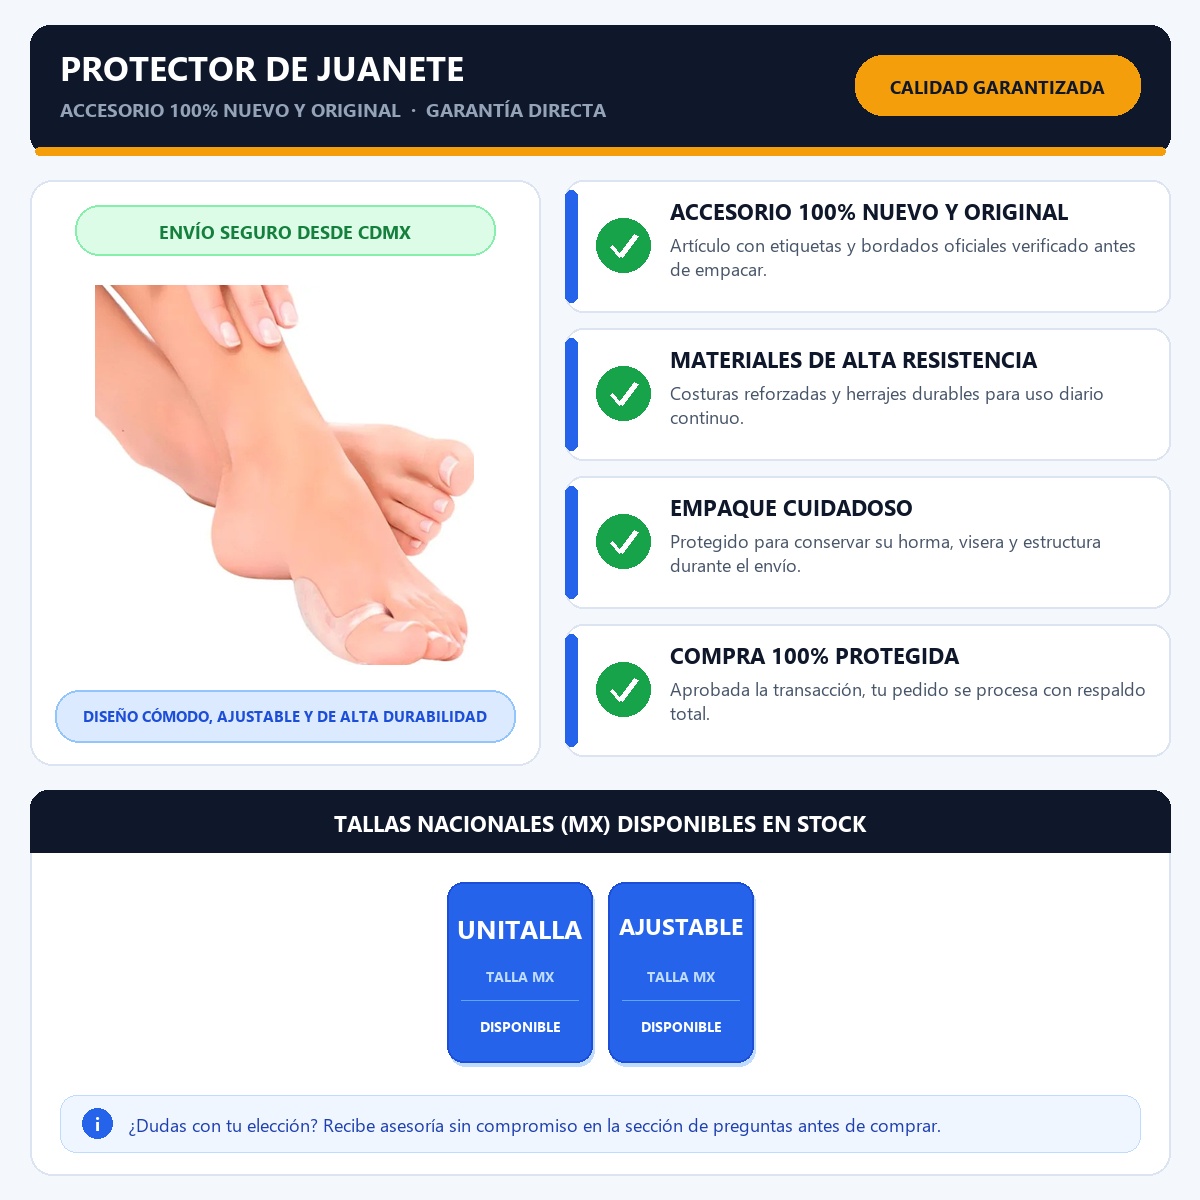 PROTECTOR DE JUANETE
ACCESORIO 100% NUEVO Y ORIGINAL · GARANTÍA DIRECTA
CALIDAD GARANTIZADA
ENVÍO SEGURO DESDE CDMX
DISEÑO CÓMODO, AJUSTABLE Y DE ALTA DURABILIDAD
ACCESORIO 100% NUEVO Y ORIGINAL
Artículo con etiquetas y bordados oficiales verificado antes
de empacar.
MATERIALES DE ALTA RESISTENCIA
Costuras reforzadas y herrajes durables para uso diario
continuo.
EMPAQUE CUIDADOSO
Protegido para conservar su horma, visera y estructura
durante el envío.
COMPRA 100% PROTEGIDA
Aprobada la transacción, tu pedido se procesa con respaldo
total.
TALLAS NACIONALES (MX) DISPONIBLES EN STOCK
UNITALLA
TALLA MX
DISPONIBLE
AJUSTABLE
TALLA MX
DISPONIBLE
i
¿Dudas con tu elección? Recibe asesoría sin compromiso en la sección de preguntas antes de comprar.